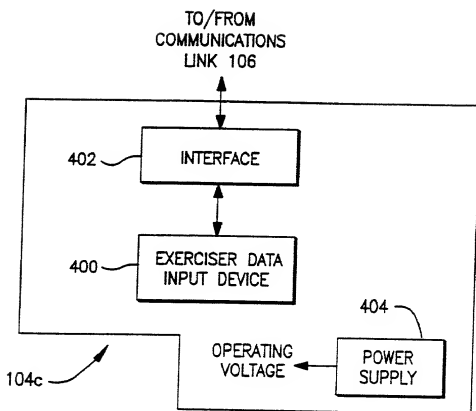 TO/FROM
COMMUNICATIONS
LINK 106
402
INTERFACE
400
EXERCISER DATA
INPUT DEVICE
404
104c
OPERATING
VOLTAGE
POWER
SUPPLY